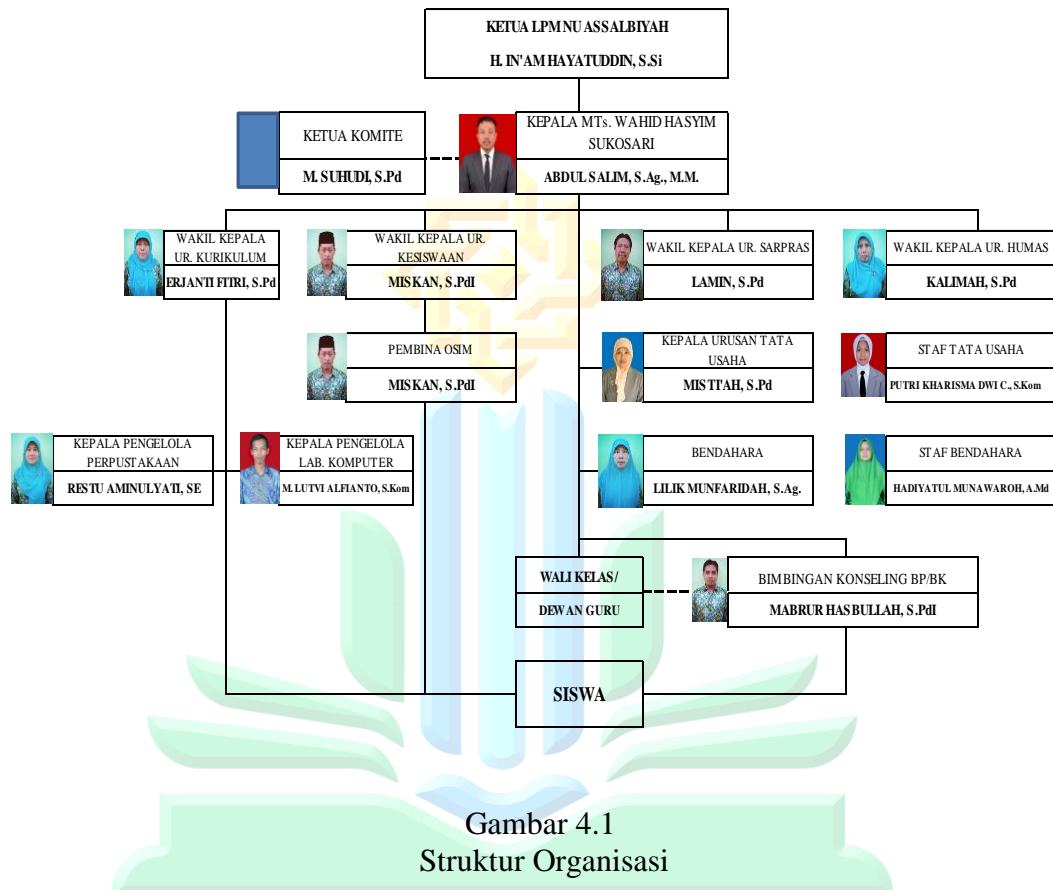 KETUA LPM NU ASSALBIYAH
H. IN'AM HAYATUDDIN, S.Si
KETUA KOMITE
M. SUHUDI, S.Pd
KEPALA MTs. WAHID HASYIM
SUKOSARI
ABDUL SALIM, S.Ag., M.M.
WAKIL KEPALA
UR. KURIKULUM
ERJANTI FITRI, S.Pd
WAKIL KEPALA UR.
KESISWAAN
MISKAN, S.PdI
WAKIL KEPALA UR. SARPRAS
LAMIN, S.Pd
WAKIL KEPALA UR. HUMAS
KALIMAH, S.Pd
PEMBINA OSIM
MISKAN, S.PdI
KEPALA URUSAN TATA
USAHA
MISTI'AH, S.Pd
STAF TATA USAHA
PUTRI KHARISMA DWI C., S.Kom
KEPALA PENGELOLA
PERPUSTAKAAN
RESTU AMINULYATI, SE
KEPALA PENGELOLA
LAB. KOMPUTER
M. LUTVI ALFIANTO, S.Kom
BENDAHARA
LILIK MUNFARIDAH, S.Ag.
STAF BENDAHARA
HADIYATUL MUNAWAROH, A.Md
WALI KELAS/
DEWAN GURU
BIMBINGAN KONSELING BP/BK
MABRUR HASBULLAH, S.PdI
SISWA
Gambar 4.1
Struktur Organisasi